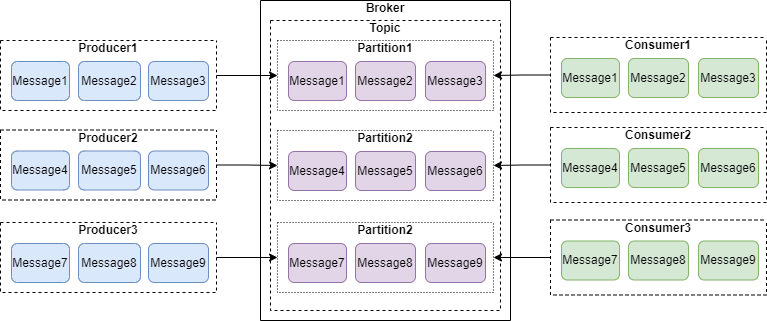 Broker
Topic
Producer1
Message1 Message2 Message3
Partition1
Message1 Message2 Message3
Consumer1
Message1 Message2 Message3
Producer2
Message4 Message5 Message6
Partition2
Message4 Message5 Message6
Consumer2
Message4 Message5 Message6
Producer3
Message7 Message8 Message9
Partition2
Message7 Message8 Message9
Consumer3
Message7 Message8 Message9